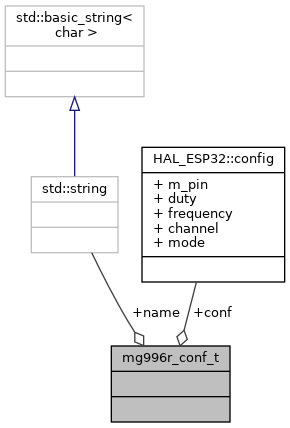 std::basic_string<
char >
std::string
HAL_ESP32::config
+ m_pin
+ duty
+ frequency
+ channel
+ mode
+name
+conf
mg996r_conf_t